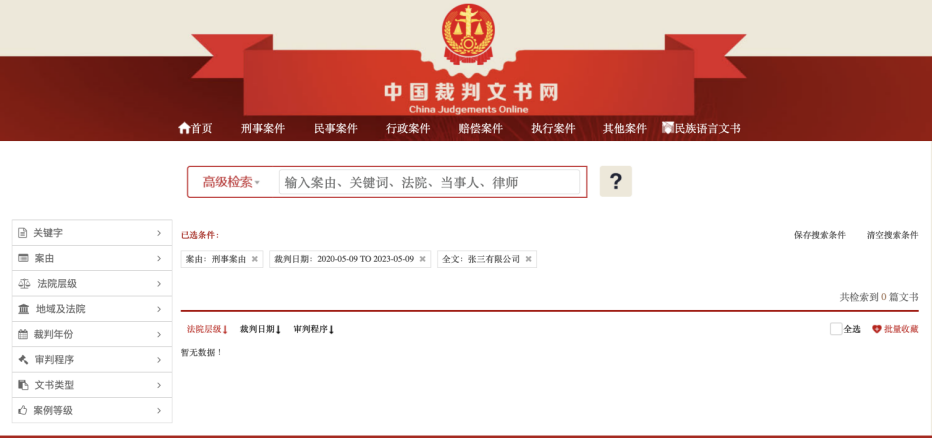 中国裁判文书网
China Judgements Online
首页 刑事案件 民事案件 行政案件 赔偿案件 执行案件 其他案件 民族语言文书
高级检索 输入案由、关键词、法院、当事人、律师 ?
关键字
案由
法院层级
地域及法院
裁判年份
审判程序
文书类型
案例等级
已选条件: 保存搜索条件 清空搜索条件
案由: 刑事案由 × 裁判日期: 2020-05-09 TO 2023-05-09 × 全文: 张三有限公司 ×
共检索到 0 篇文书
法院层级 裁判日期 审判程序 全选 批量收藏
暂无数据!